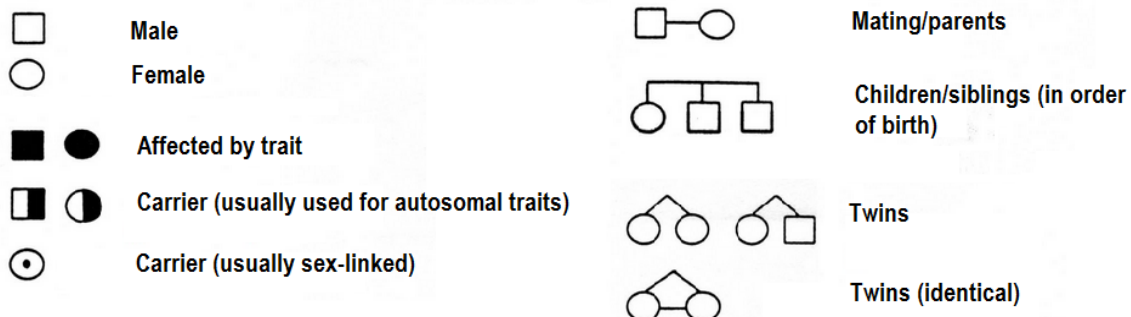 Male
Female
Affected by trait
Carrier (usually used for autosomal traits)
Carrier (usually sex-linked)
Mating/parents
Children/siblings (in order
of birth)
Twins
Twins (identical)